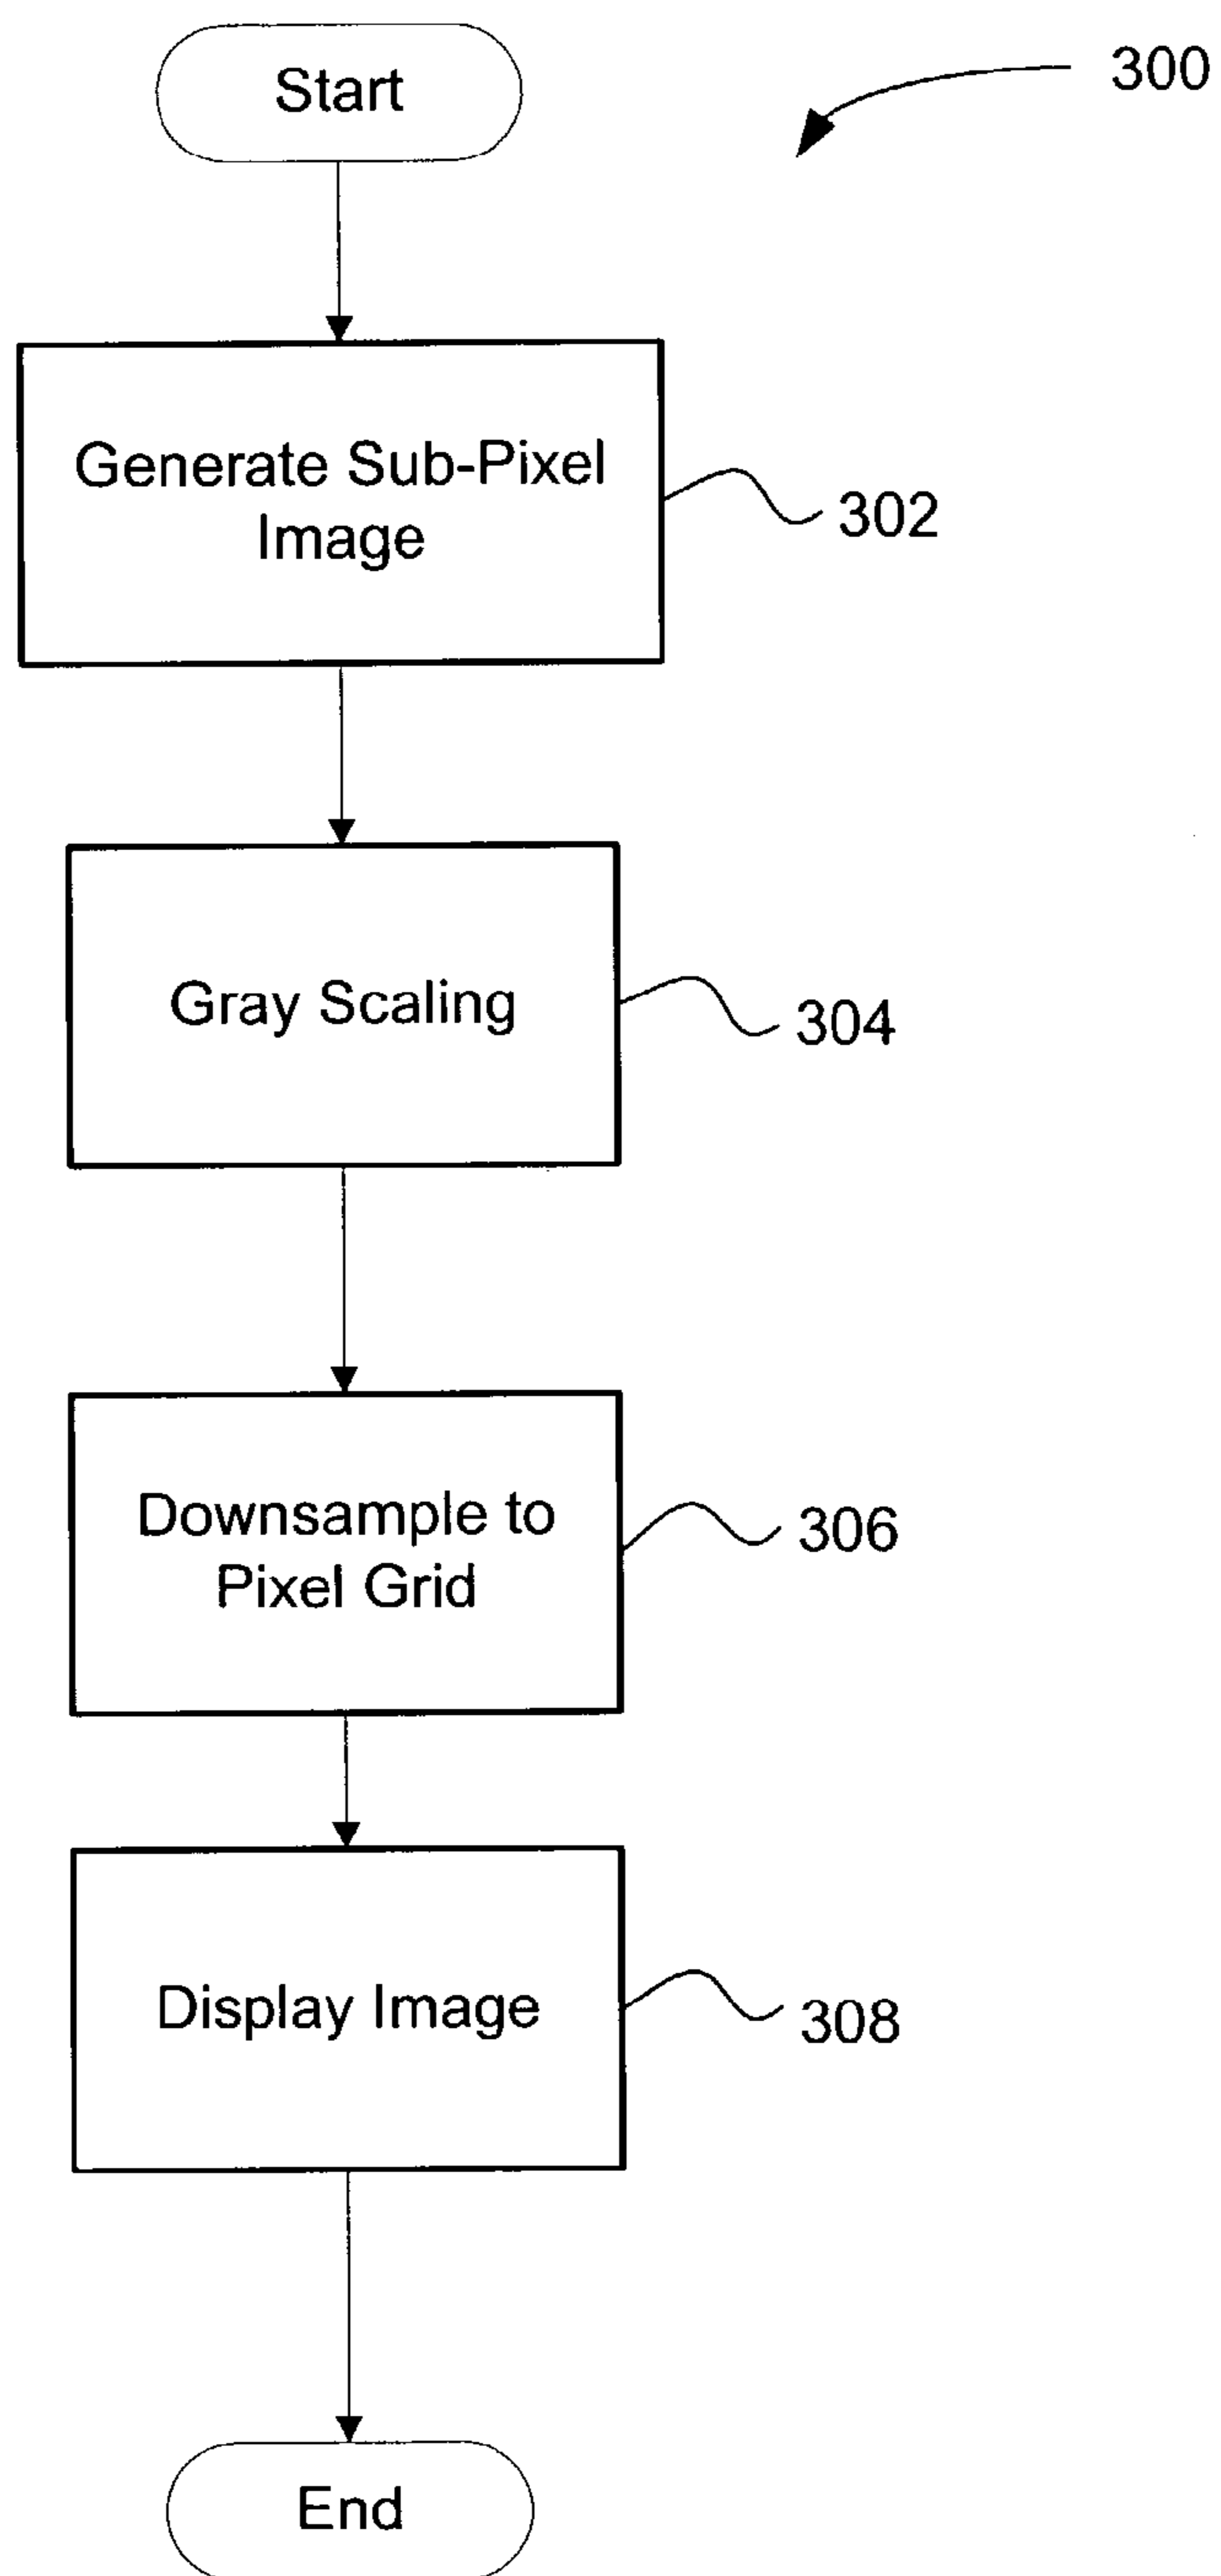 Start
300
Generate Sub-Pixel
Image
302
Gray Scaling
304
Downsample to
Pixel Grid
306
Display Image
308
End